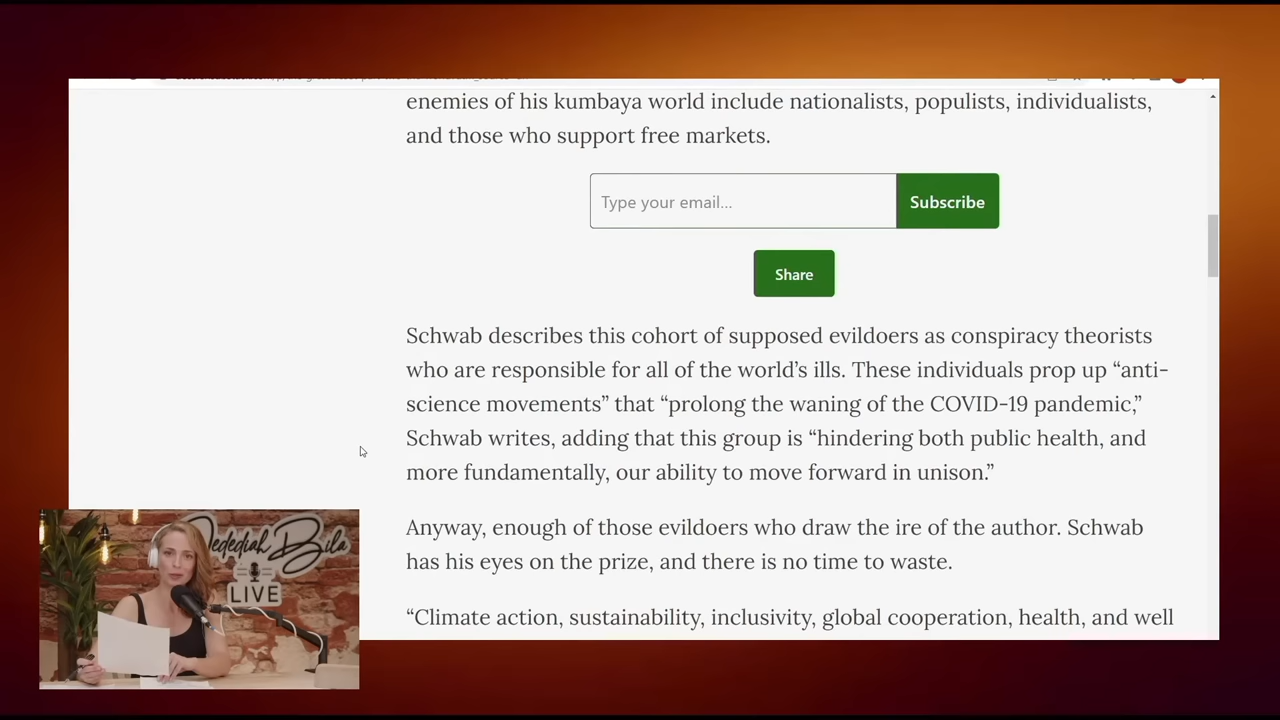 enemies of his kumbaya world include nationalists, populists, individualists,
and those who support free markets.
Type your email...
Subscribe
Share
Schwab describes this cohort of supposed evildoers as conspiracy theorists
who are responsible for all of the world’s ills. These individuals prop up “anti-
science movements” that “prolong the waning of the COVID-19 pandemic,”
Schwab writes, adding that this group is “hindering both public health, and
more fundamentally, our ability to move forward in unison.”
Anyway, enough of those evildoers who draw the ire of the author. Schwab
has his eyes on the prize, and there is no time to waste.
“Climate action, sustainability, inclusivity, global cooperation, health, and well
Jedediah Bila
LIVE